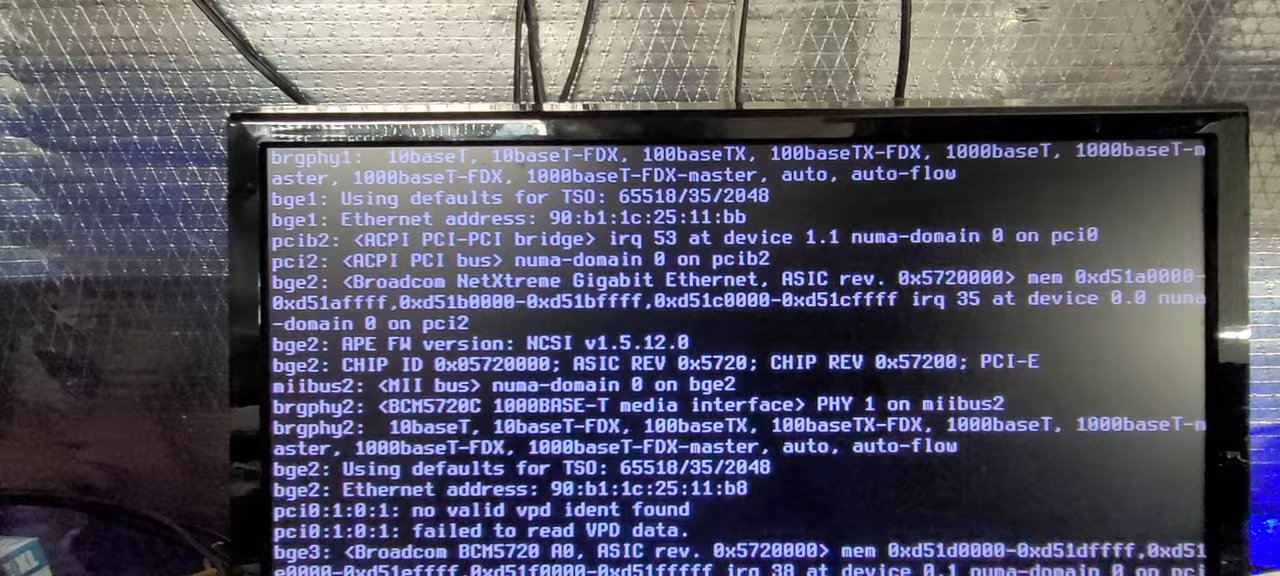 brgphy1:  10baseT, 10baseT-FDX, 100baseTX, 100baseTX-FDX, 1000baseT, 1000baseT-m
aster, 1000baseT-FDX, 1000baseT-FDX-master, auto, auto-flow
bge1: Using defaults for TSO: 65518/35/2048
bge1: Ethernet address: 90:b1:1c:25:11:bb
pcib2: <ACPI PCI-PCI bridge> irq 53 at device 1.1 numa-domain 0 on pci0
pci2: <ACPI PCI bus> numa-domain 0 on pcib2
bge2: <Broadcom NetXtreme Gigabit Ethernet, ASIC rev. 0x5720000> mem 0xd51a0000-
0xd51affff,0xd51b0000-0xd51bffff,0xd51c0000-0xd51cffff irq 35 at device 0.0 numa
-domain 0 on pci2
bge2: APE FW version: NCSI v1.5.12.0
bge2: CHIP ID 0x05720000; ASIC REV 0x5720; CHIP REV 0x57200; PCI-E
miibus2: <MII bus> numa-domain 0 on bge2
brgphy2: <BCM5720C 1000BASE-T media interface> PHY 1 on miibus2
brgphy2:  10baseT, 10baseT-FDX, 100baseTX, 100baseTX-FDX, 1000baseT, 1000baseT-m
aster, 1000baseT-FDX, 1000baseT-FDX-master, auto, auto-flow
bge2: Using defaults for TSO: 65518/35/2048
bge2: Ethernet address: 90:b1:1c:25:11:b8
pci0:1:0:1: no valid vpd ident found
pci0:1:0:1: failed to read VPD data.
bge3: <Broadcom BCM5720 A0, ASIC rev. 0x5720000> mem 0xd51d0000-0xd51dffff,0xd51
e0000-0xd51effff,0xd51f0000-0xd51fffff irq 38 at device 0.1 numa-domain 0 on pci